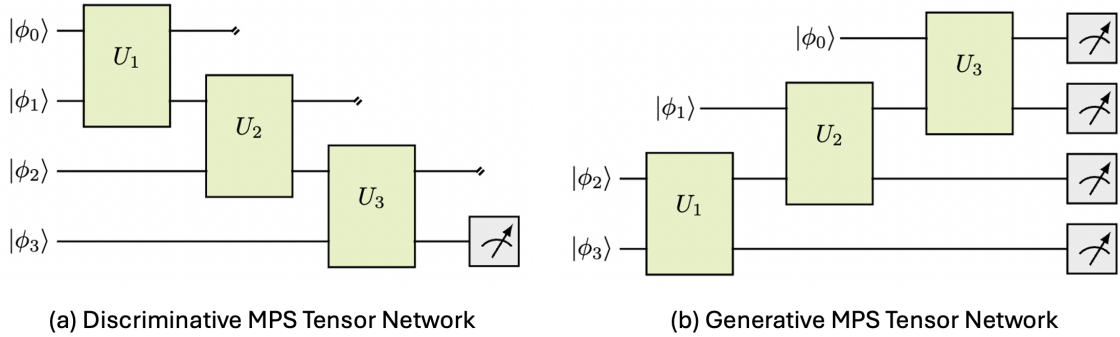 |ϕ₀⟩
U₁
|ϕ₁⟩
U₂
|ϕ₂⟩
U₃
|ϕ₃⟩
(a) Discriminative MPS Tensor Network
|ϕ₀⟩
U₃
|ϕ₁⟩
U₂
|ϕ₂⟩
U₁
|ϕ₃⟩
(b) Generative MPS Tensor Network